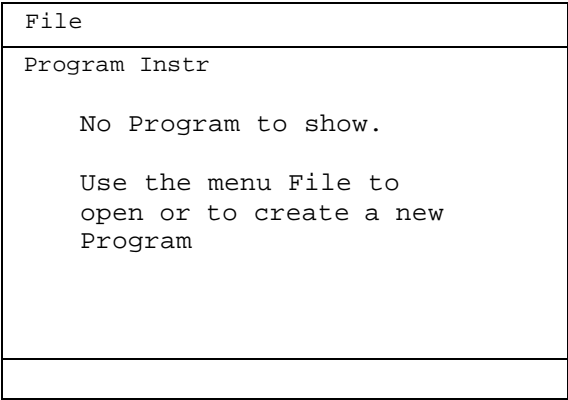 File
Program Instr
No Program to show.
Use the menu File to
open or to create a new
Program